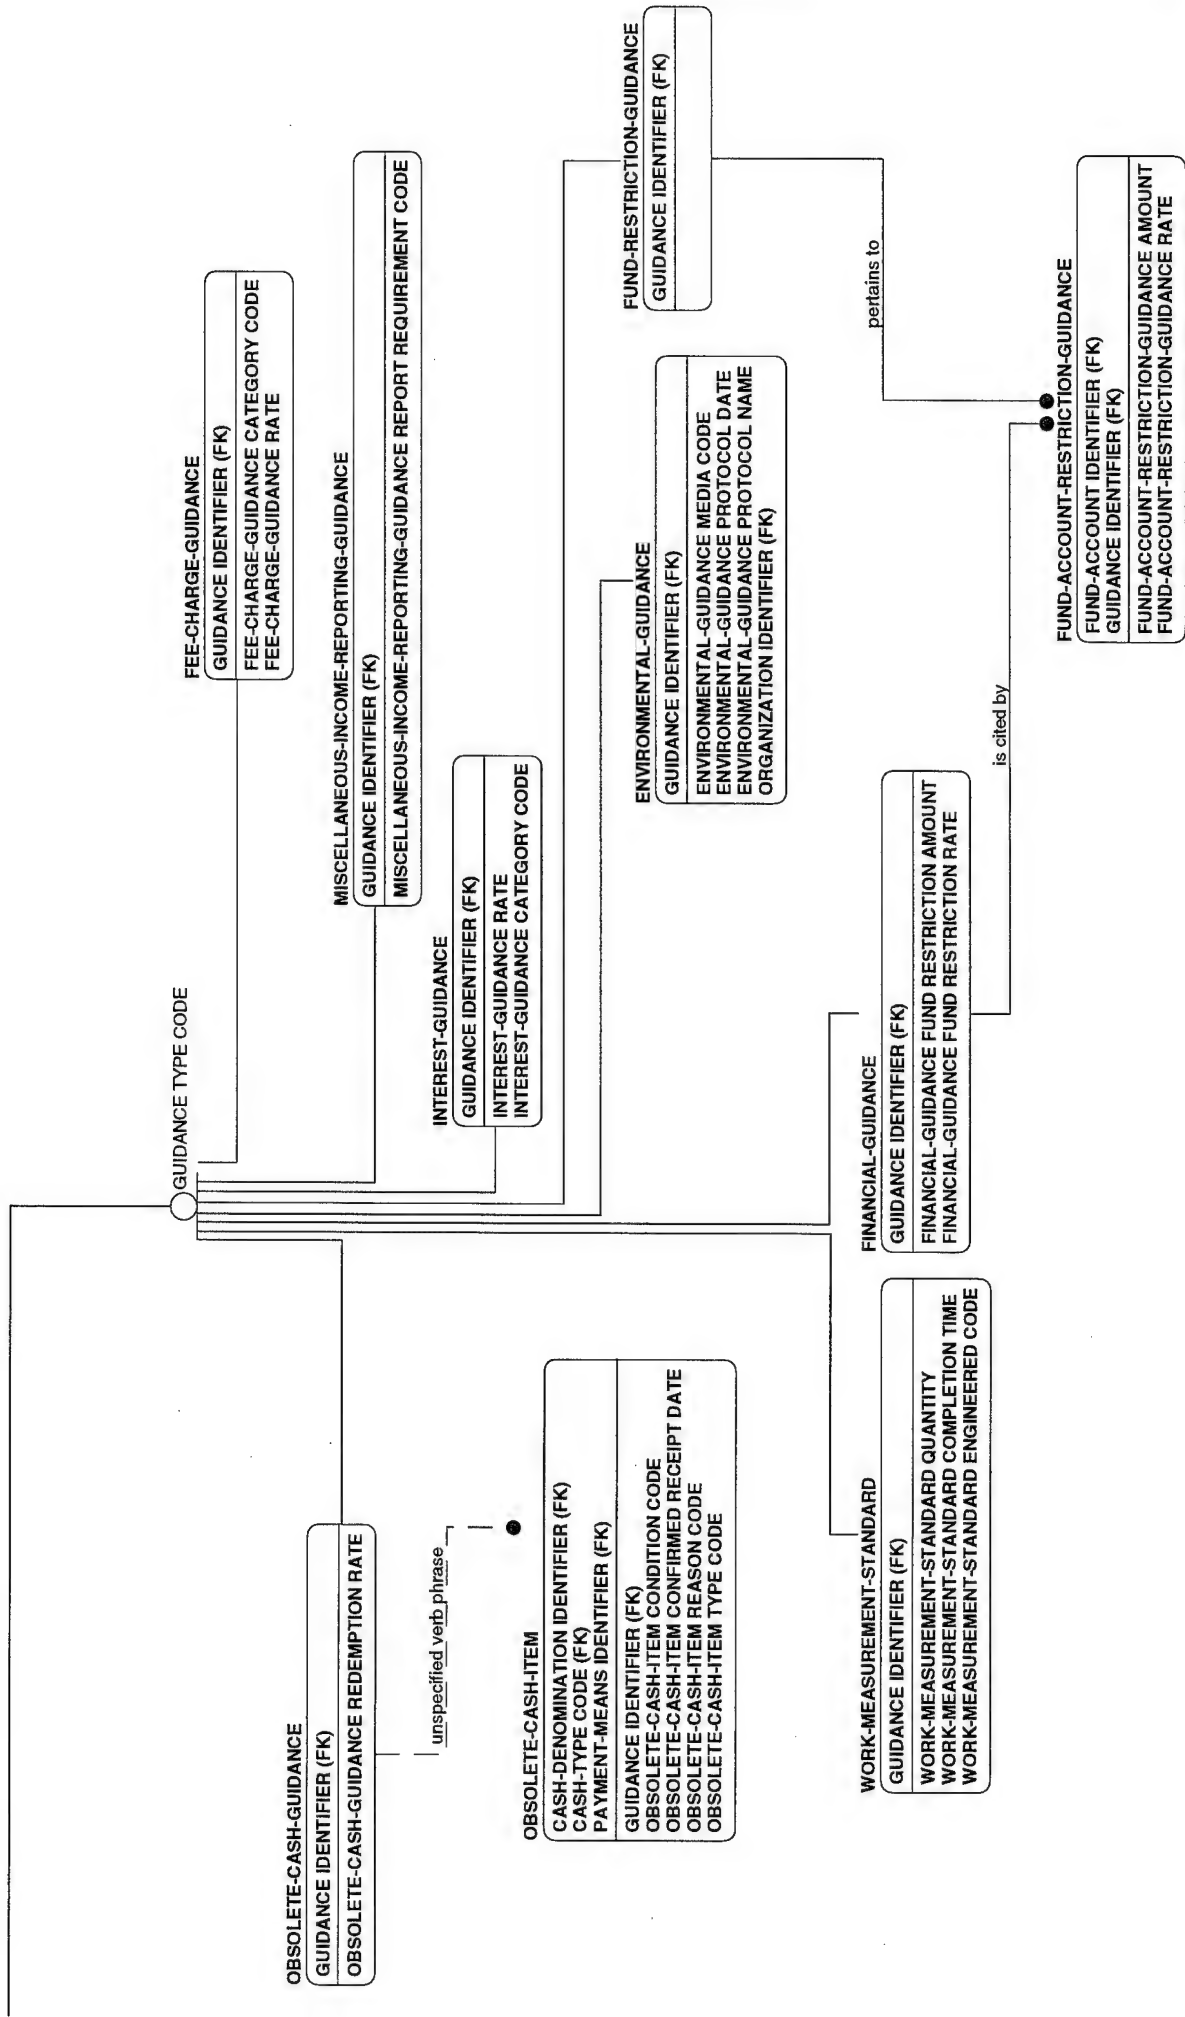 GUIDANCE TYPE CODE
OBSOLETE-CASH-GUIDANCE
GUIDANCE IDENTIFIER (FK)
OBSOLETE-CASH-GUIDANCE REDEMPTION RATE
unspecified verb phrase
OBSOLETE-CASH-ITEM
CASH-DENOMINATION IDENTIFIER (FK)
CASH-TYPE CODE (FK)
PAYMENT-MEANS IDENTIFIER (FK)
GUIDANCE IDENTIFIER (FK)
OBSOLETE-CASH-ITEM CONDITION CODE
OBSOLETE-CASH-ITEM CONFIRMED RECEIPT DATE
OBSOLETE-CASH-ITEM REASON CODE
OBSOLETE-CASH-ITEM TYPE CODE
WORK-MEASUREMENT-STANDARD
GUIDANCE IDENTIFIER (FK)
WORK-MEASUREMENT-STANDARD QUANTITY
WORK-MEASUREMENT-STANDARD COMPLETION TIME
WORK-MEASUREMENT-STANDARD ENGINEERED CODE
FEE-CHARGE-GUIDANCE
GUIDANCE IDENTIFIER (FK)
FEE-CHARGE-GUIDANCE CATEGORY CODE
FEE-CHARGE-GUIDANCE RATE
MISCELLANEOUS-INCOME-REPORTING-GUIDANCE
GUIDANCE IDENTIFIER (FK)
MISCELLANEOUS-INCOME-REPORTING-GUIDANCE REPORT REQUIREMENT CODE
INTEREST-GUIDANCE
GUIDANCE IDENTIFIER (FK)
INTEREST-GUIDANCE RATE
INTEREST-GUIDANCE CATEGORY CODE
FUND-RESTRICTION-GUIDANCE
GUIDANCE IDENTIFIER (FK)
ENVIRONMENTAL-GUIDANCE
GUIDANCE IDENTIFIER (FK)
ENVIRONMENTAL-GUIDANCE MEDIA CODE
ENVIRONMENTAL-GUIDANCE PROTOCOL DATE
ENVIRONMENTAL-GUIDANCE PROTOCOL NAME
ORGANIZATION IDENTIFIER (FK)
FINANCIAL-GUIDANCE
GUIDANCE IDENTIFIER (FK)
FINANCIAL-GUIDANCE FUND RESTRICTION AMOUNT
FINANCIAL-GUIDANCE FUND RESTRICTION RATE
pertains to
is cited by
FUND-ACCOUNT-RESTRICTION-GUIDANCE
FUND-ACCOUNT IDENTIFIER (FK)
GUIDANCE IDENTIFIER (FK)
FUND-ACCOUNT-RESTRICTION-GUIDANCE AMOUNT
FUND-ACCOUNT-RESTRICTION-GUIDANCE RATE